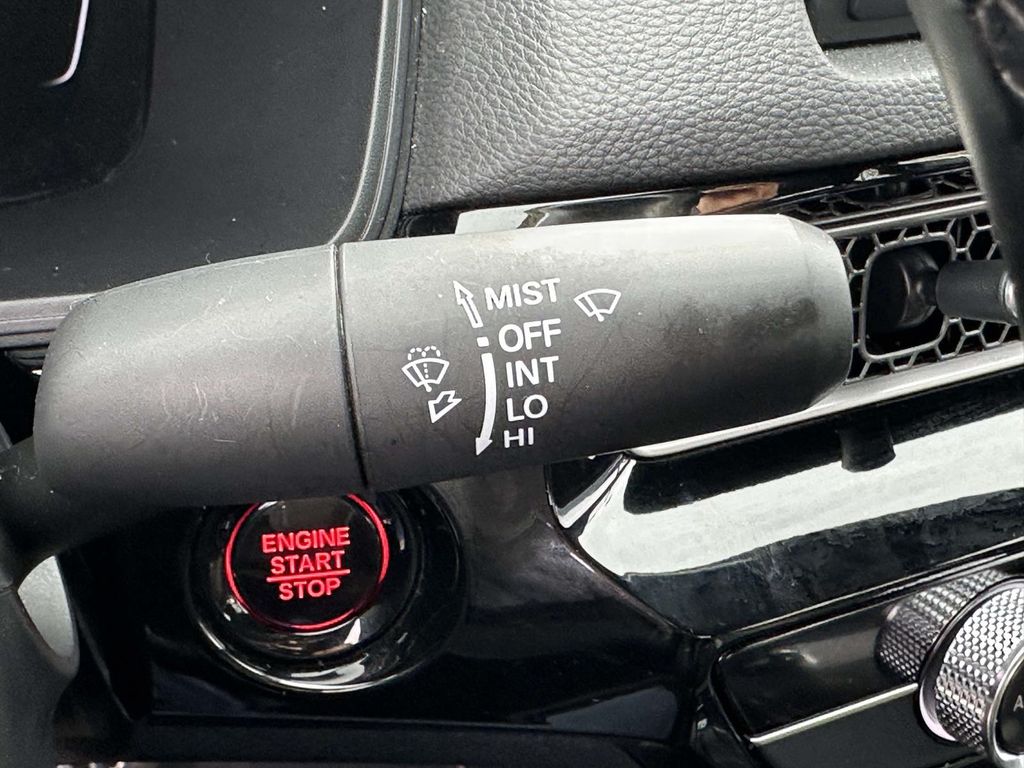 MIST
OFF
INT
LO
HI
ENGINE
START
STOP